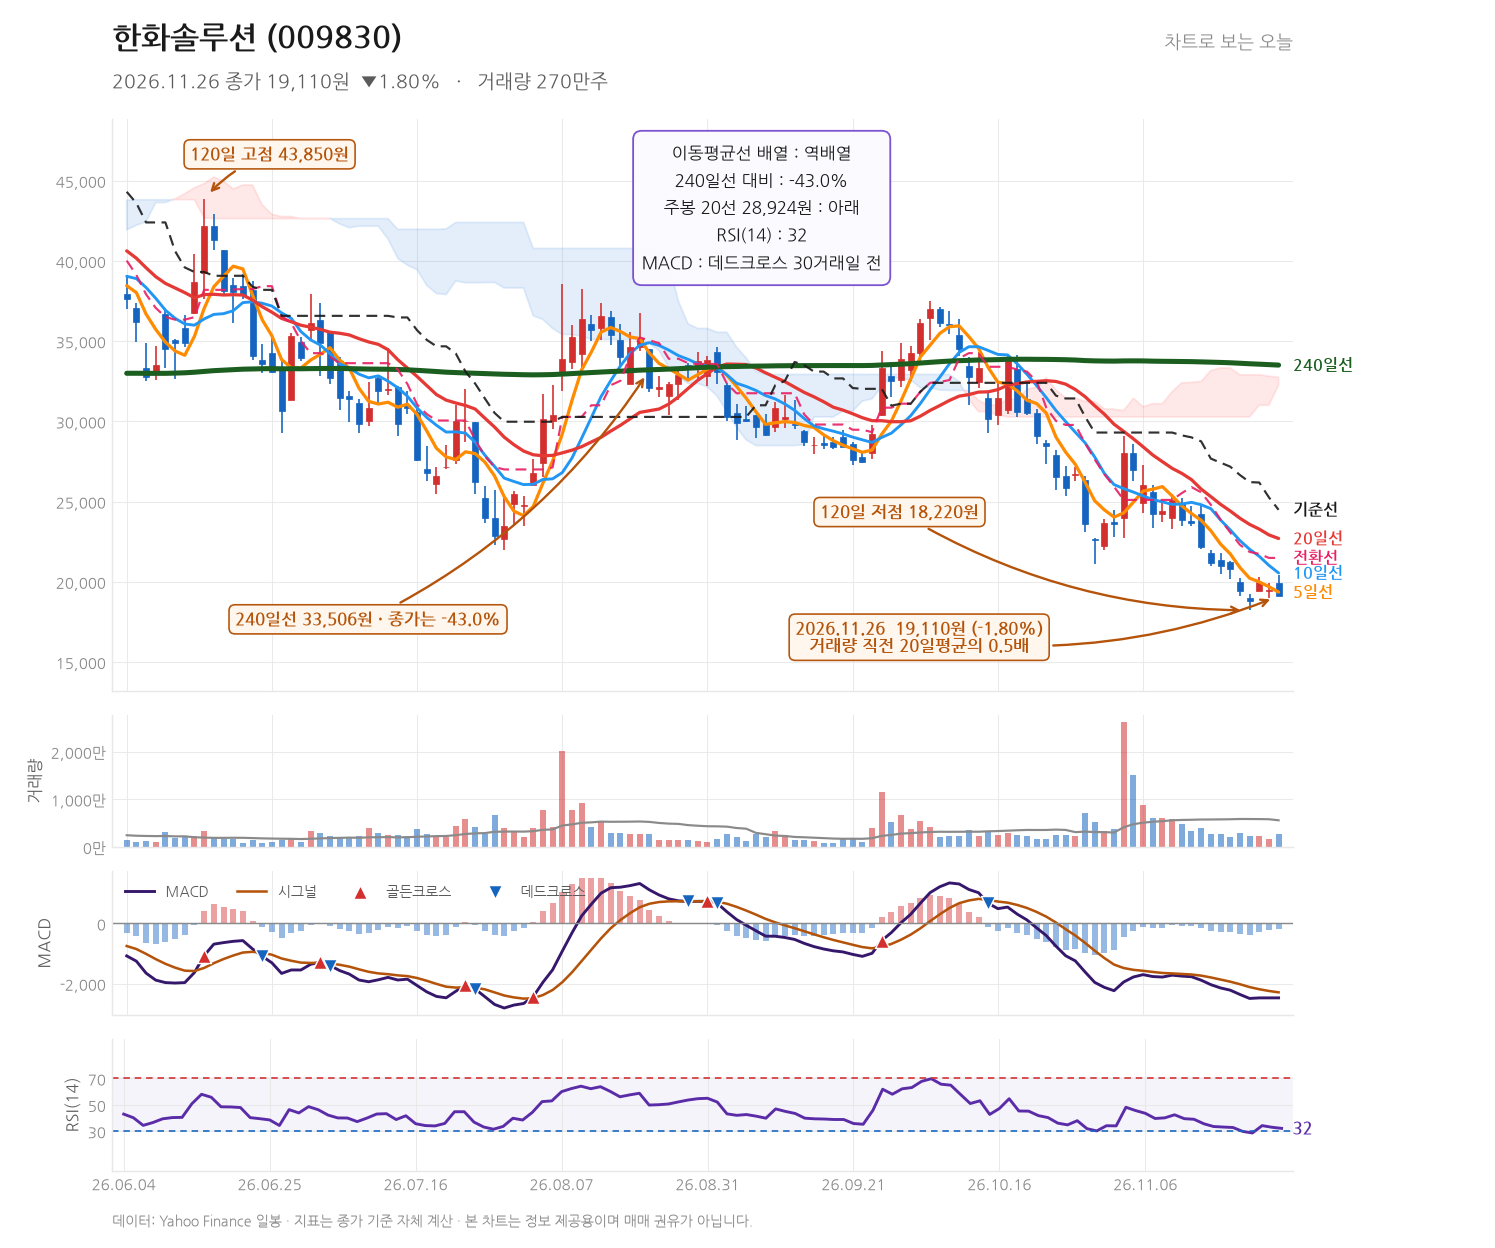 한화솔루션 (009830)
차트로 보는 오늘
2026.11.26 종가 19,110원 ▼1.80% · 거래량 270만주
120일 고점 43,850원
이동평균선 배열 : 역배열
240일선 대비 : -43.0%
주봉 20선 28,924원 : 아래
RSI(14) : 32
MACD : 데드크로스 30거래일 전
45,000
40,000
35,000
30,000
25,000
20,000
15,000
240일선
기준선
20일선
전환선
10일선
5일선
120일 저점 18,220원
240일선 33,506원 · 종가는 -43.0%
2026.11.26 19,110원 (-1.80%)
거래량 직전 20일평균의 0.5배
거래량
2,000만
1,000만
0만
MACD
MACD 시그널 골든크로스 데드크로스
0
-2,000
RSI(14)
70
50
30
32
26.06.04 26.06.25 26.07.16 26.08.07 26.08.31 26.09.21 26.10.16 26.11.06
데이터: Yahoo Finance 일봉 · 지표는 종가 기준 자체 계산 · 본 차트는 정보 제공용이며 매매 권유가 아닙니다.